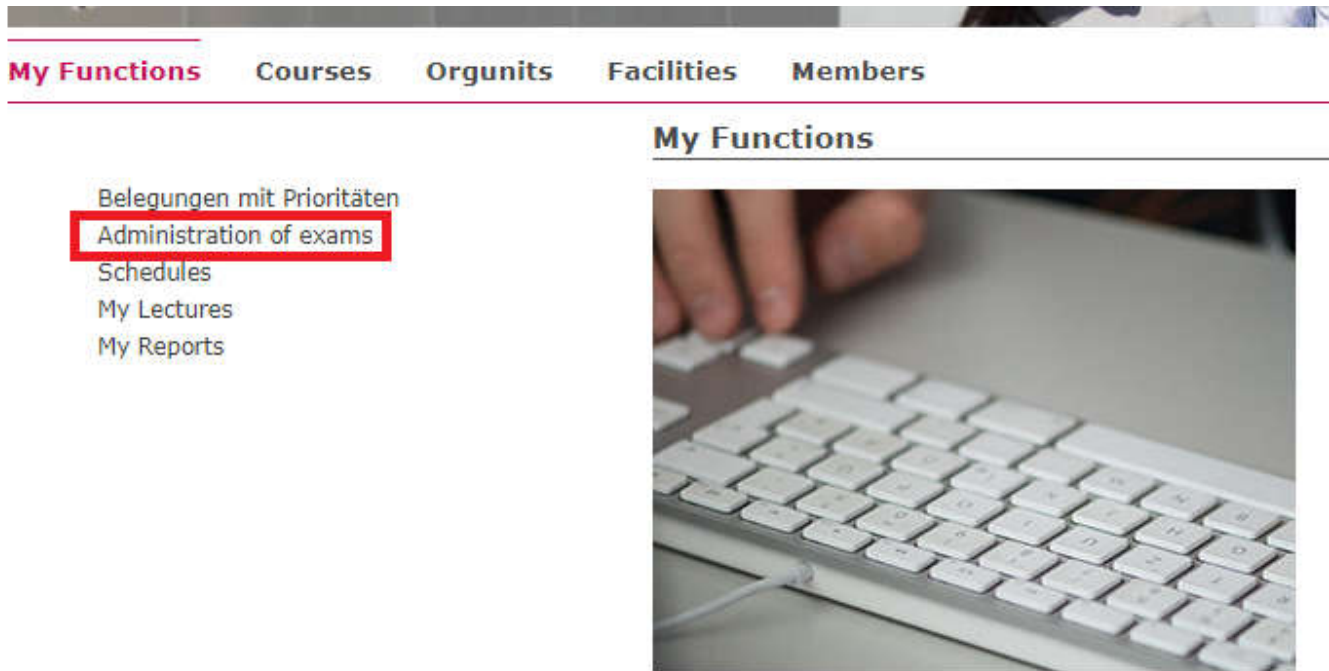 My Functions Courses Orgunits Facilities Members
My Functions
Belegungen mit Prioritäten
Administration of exams
Schedules
My Lectures
My Reports